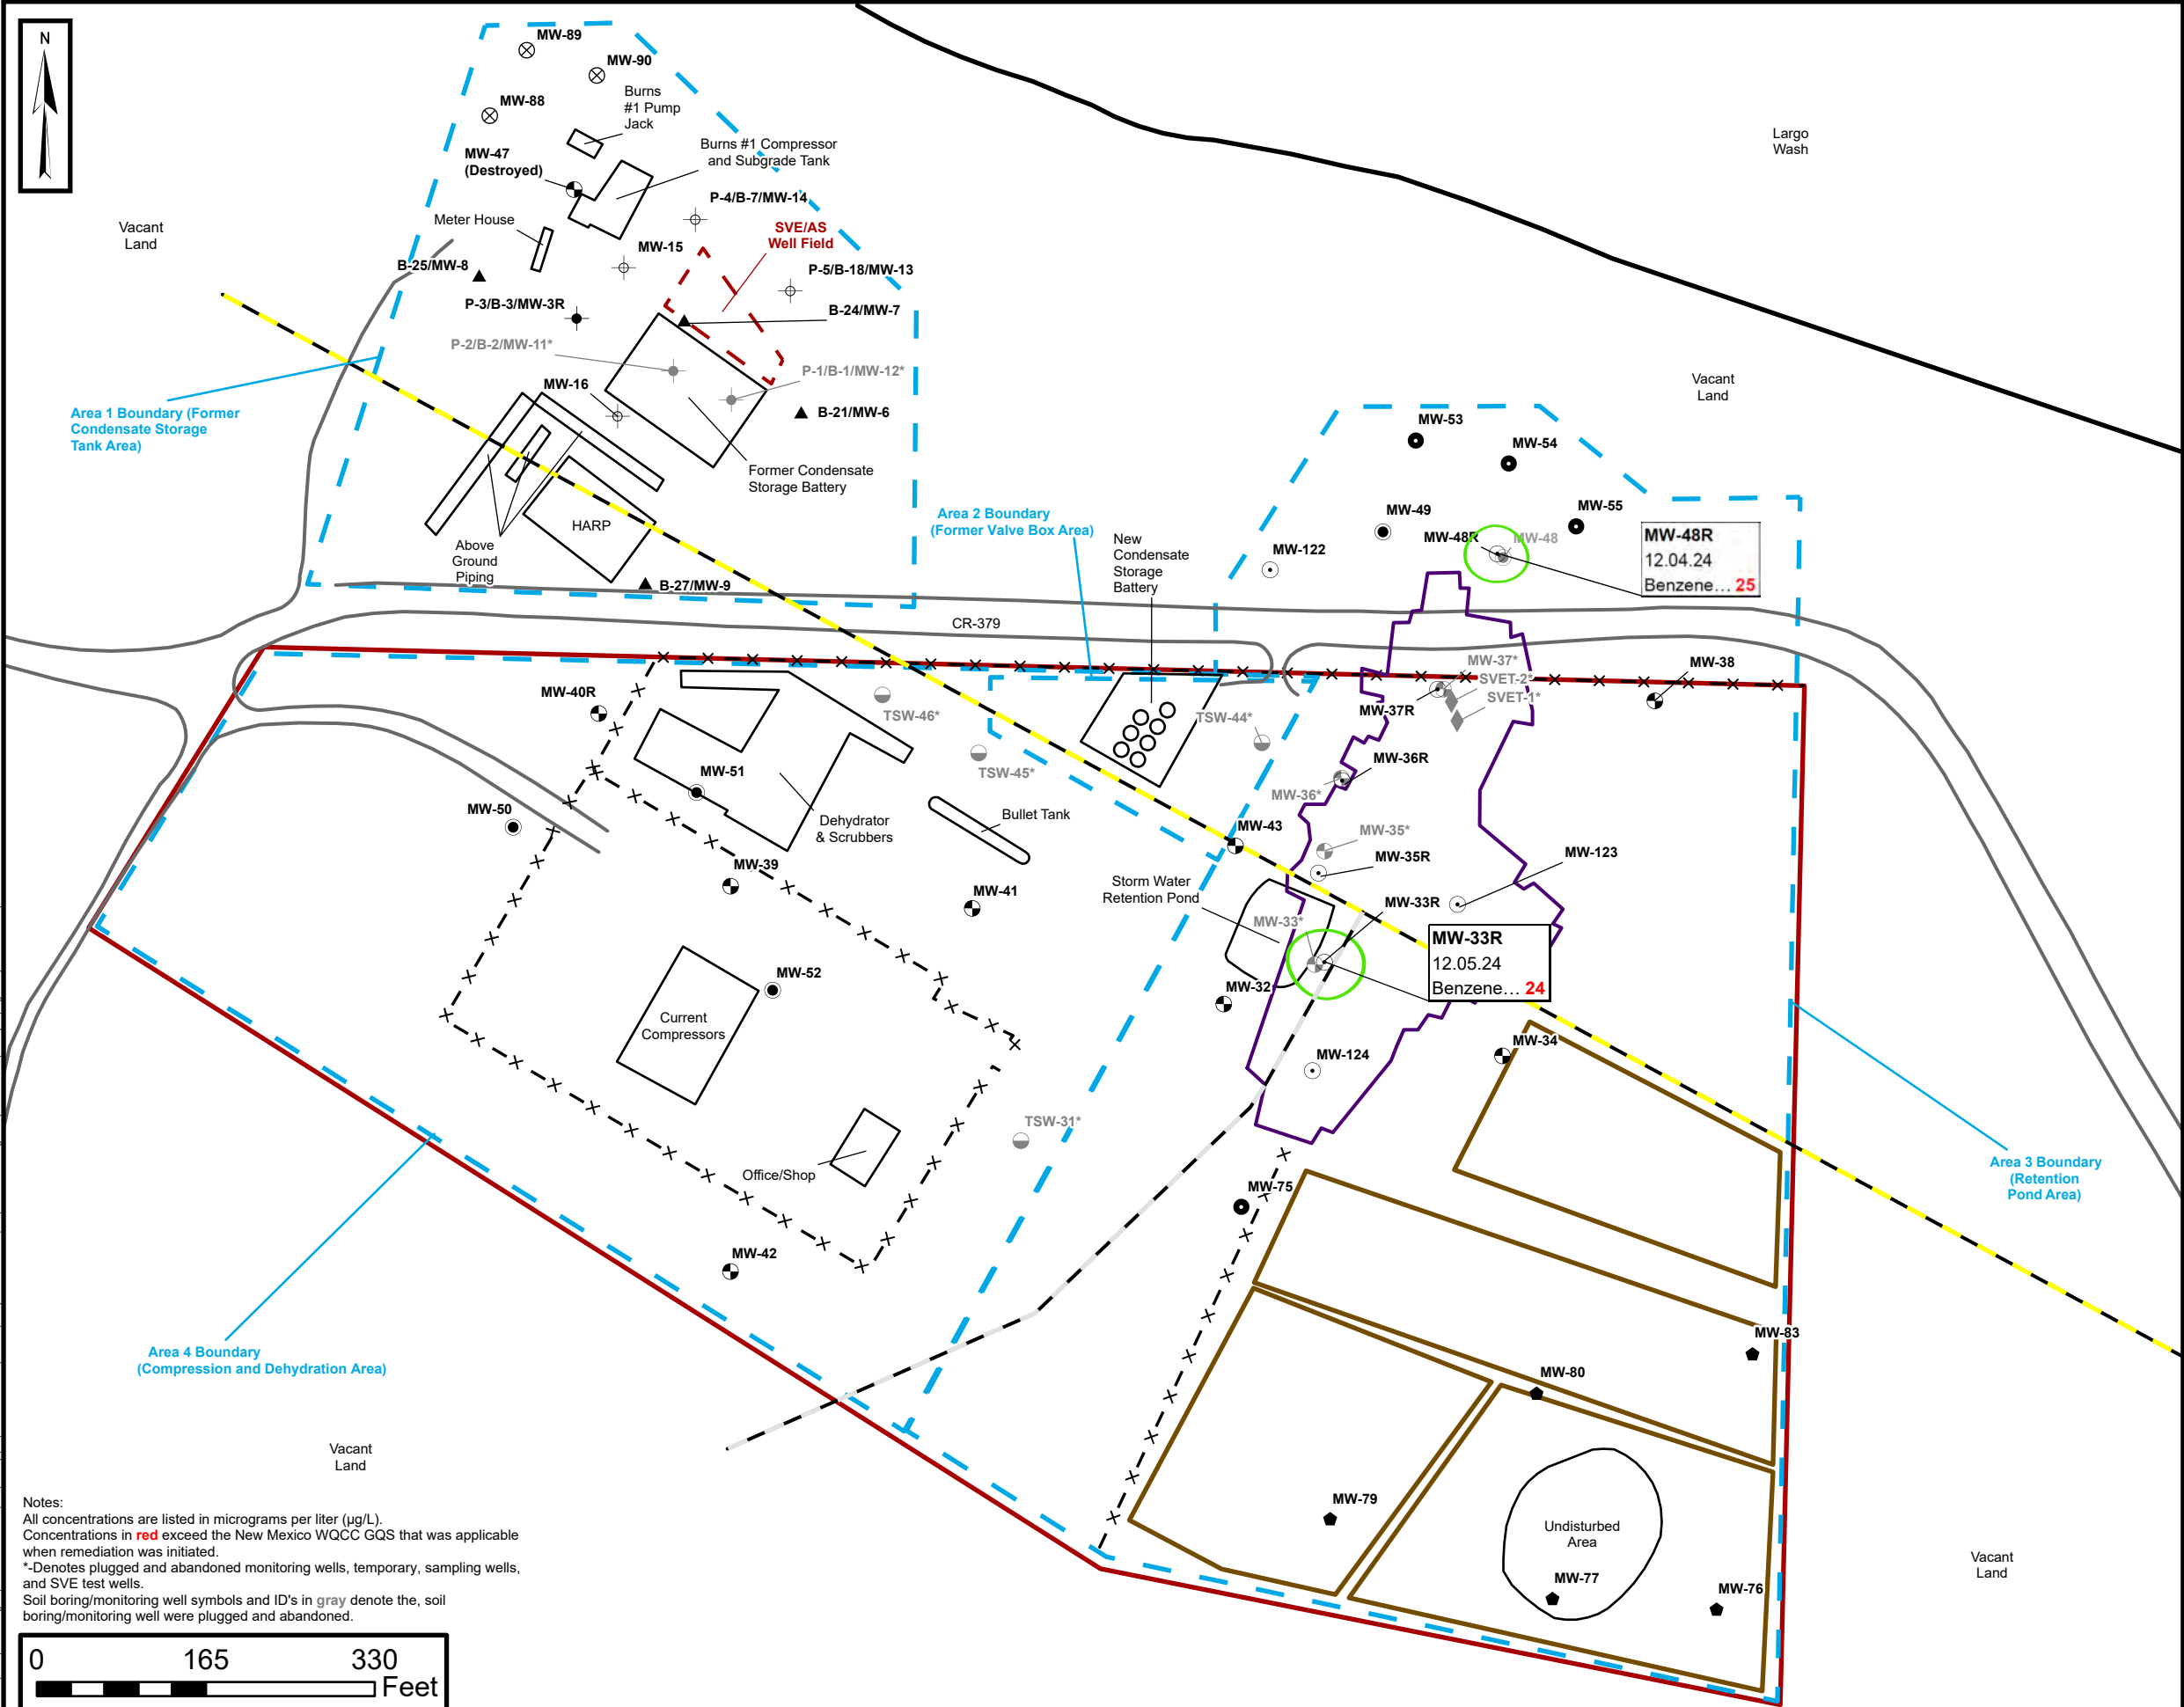 N
MW-89
MW-90
Burns
#1 Pump
Jack
MW-88
MW-47
(Destroyed)
Burns #1 Compressor
and Subgrade Tank
P-4/B-7/MW-14
Meter House
SVE/AS
Well Field
MW-15
B-25/MW-8
P-5/B-18/MW-13
P-3/B-3/MW-3R
B-24/MW-7
P-2/B-2/MW-11*
P-1/B-1/MW-12*
MW-16
B-21/MW-6
Vacant
Land
Largo
Wash
Vacant
Land
Area 1 Boundary (Former
Condensate Storage
Tank Area)
Former Condensate
Storage Battery
HARP
Above
Ground
Piping
B-27/MW-9
Area 2 Boundary
(Former Valve Box Area)
New
Condensate
Storage
Battery
MW-53
MW-54
MW-49
MW-55
MW-48R
MW-48
MW-122
MW-48R
12.04.24
Benzene... 25
CR-379
MW-37*
SVET-2*
SVET-1*
MW-38
MW-40R
TSW-46*
TSW-44*
MW-37R
TSW-45*
MW-36R
MW-51
MW-36*
MW-50
Dehydrator
& Scrubbers
Bullet Tank
MW-43
MW-35*
MW-35R
MW-123
MW-39
MW-41
Storm Water
Retention Pond
MW-33R
MW-33*
MW-33R
12.05.24
Benzene... 24
MW-52
MW-32
Current
Compressors
MW-34
MW-124
TSW-31*
Office/Shop
MW-75
Area 3 Boundary
(Retention
Pond Area)
MW-42
MW-83
Area 4 Boundary
(Compression and Dehydration Area)
MW-80
Vacant
Land
MW-79
Undisturbed
Area
MW-77
MW-76
Vacant
Land
Notes:
All concentrations are listed in micrograms per liter (µg/L).
Concentrations in red exceed the New Mexico WQCC GQS that was applicable
when remediation was initiated.
*-Denotes plugged and abandoned monitoring wells, temporary, sampling wells,
and SVE test wells.
Soil boring/monitoring well symbols and ID's in gray denote the, soil
boring/monitoring well were plugged and abandoned.
0 165 330
Feet